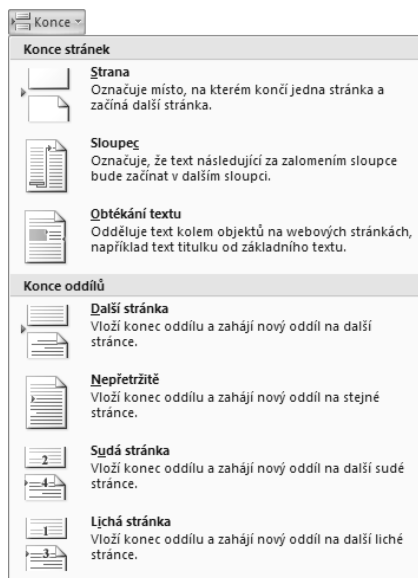 Konce
Konce stránek
Strana
Označuje místo, na kterém končí jedna stránka a
začíná další stránka.
Sloupec
Označuje, že text následující za zalomením sloupce
bude začínat v dalším sloupci.
Obtékání textu
Odděluje text kolem objektů na webových stránkách,
například text titulku od základního textu.
Konce oddílů
Další stránka
Vloží konec oddílu a zahájí nový oddíl na další
stránce.
Nepřetržitě
Vloží konec oddílu a zahájí nový oddíl na stejné
stránce.
Sudá stránka
2
Vloží konec oddílu a zahájí nový oddíl na další sudé
4
stránce.
Lichá stránka
1
Vloží konec oddílu a zahájí nový oddíl na další liché
3
stránce.